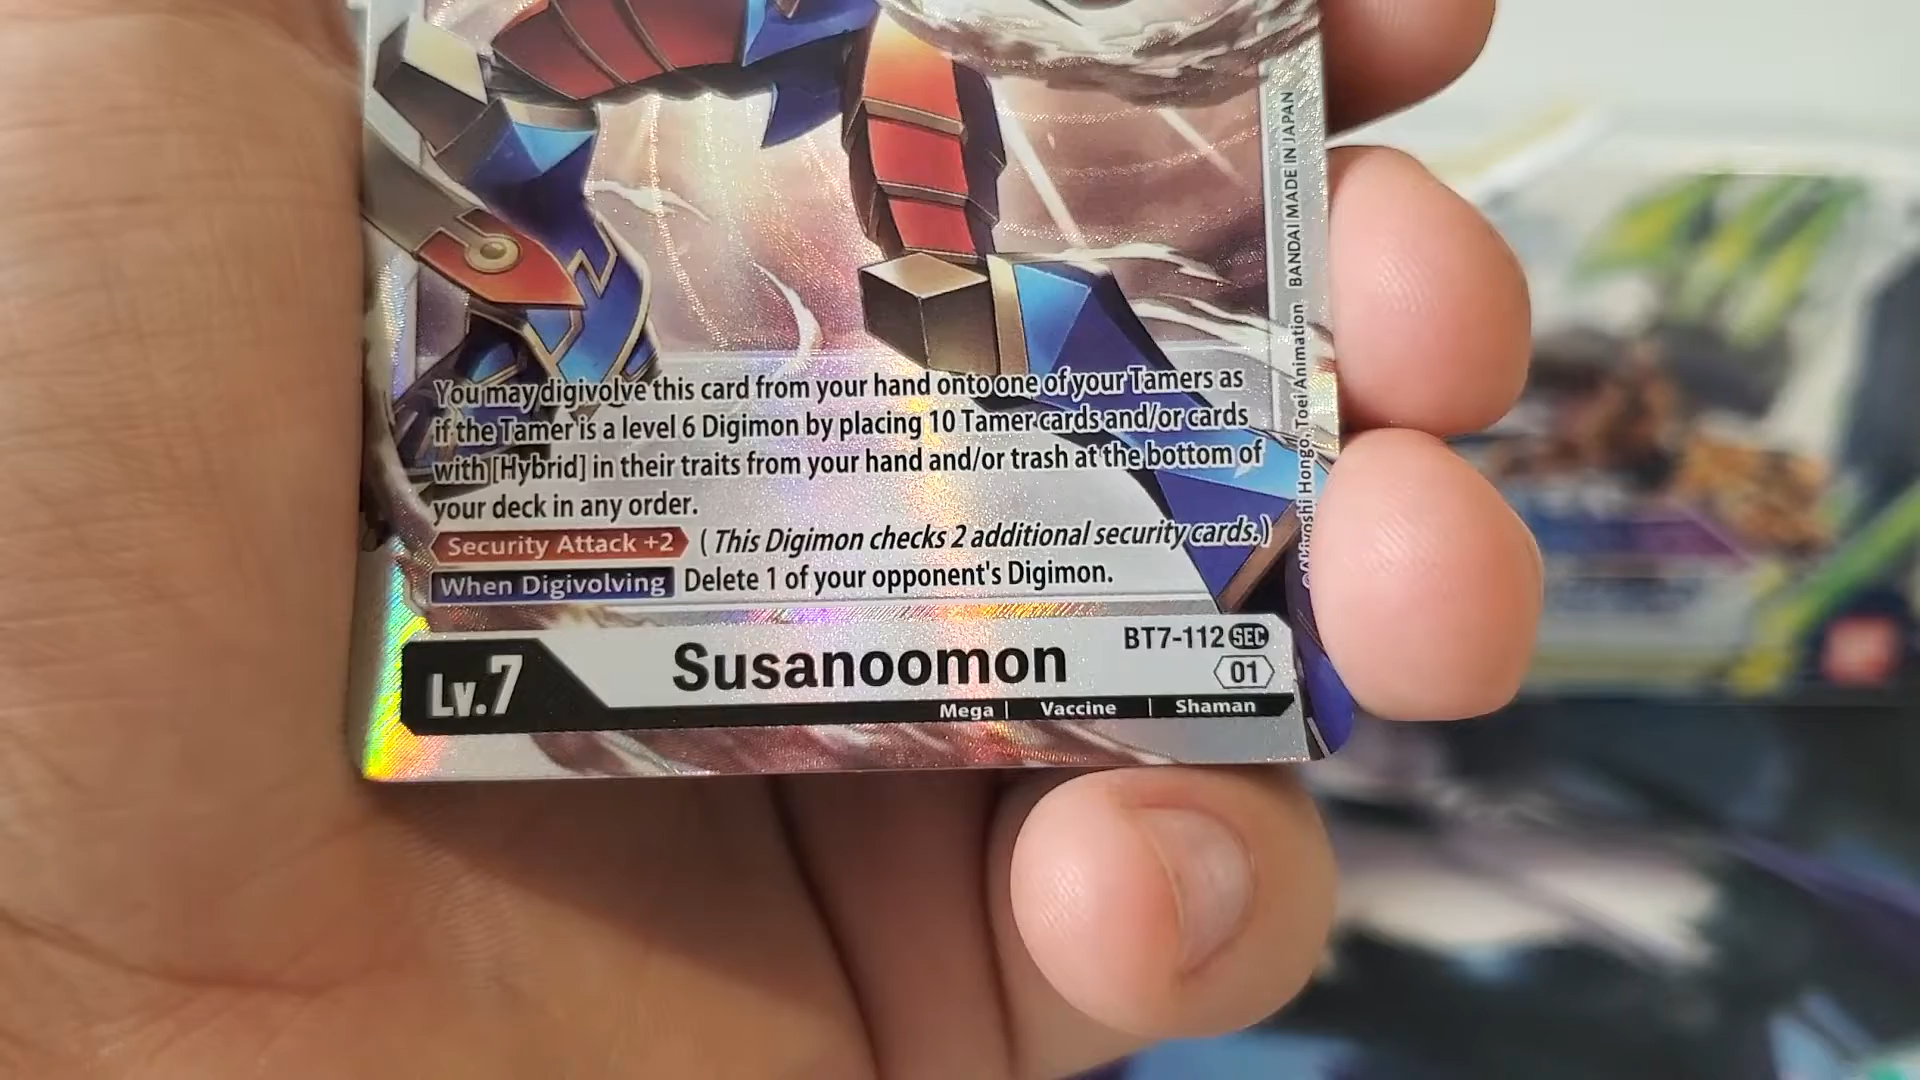 You may digivolve this card from your hand onto one of your Tamers as
if the Tamer is a level 6 Digimon by placing 10 Tamer cards and/or cards
with [Hybrid] in their traits from your hand and/or trash at the bottom of
your deck in any order.
Security Attack +2 (This Digimon checks 2 additional security cards.)
When Digivolving Delete 1 of your opponent's Digimon.
Lv.7
Susanoomon
BT7-112 SEC
01
Mega | Vaccine | Shaman
©Akiyoshi Hongo, Toei Animation BANDAI MADE IN JAPAN